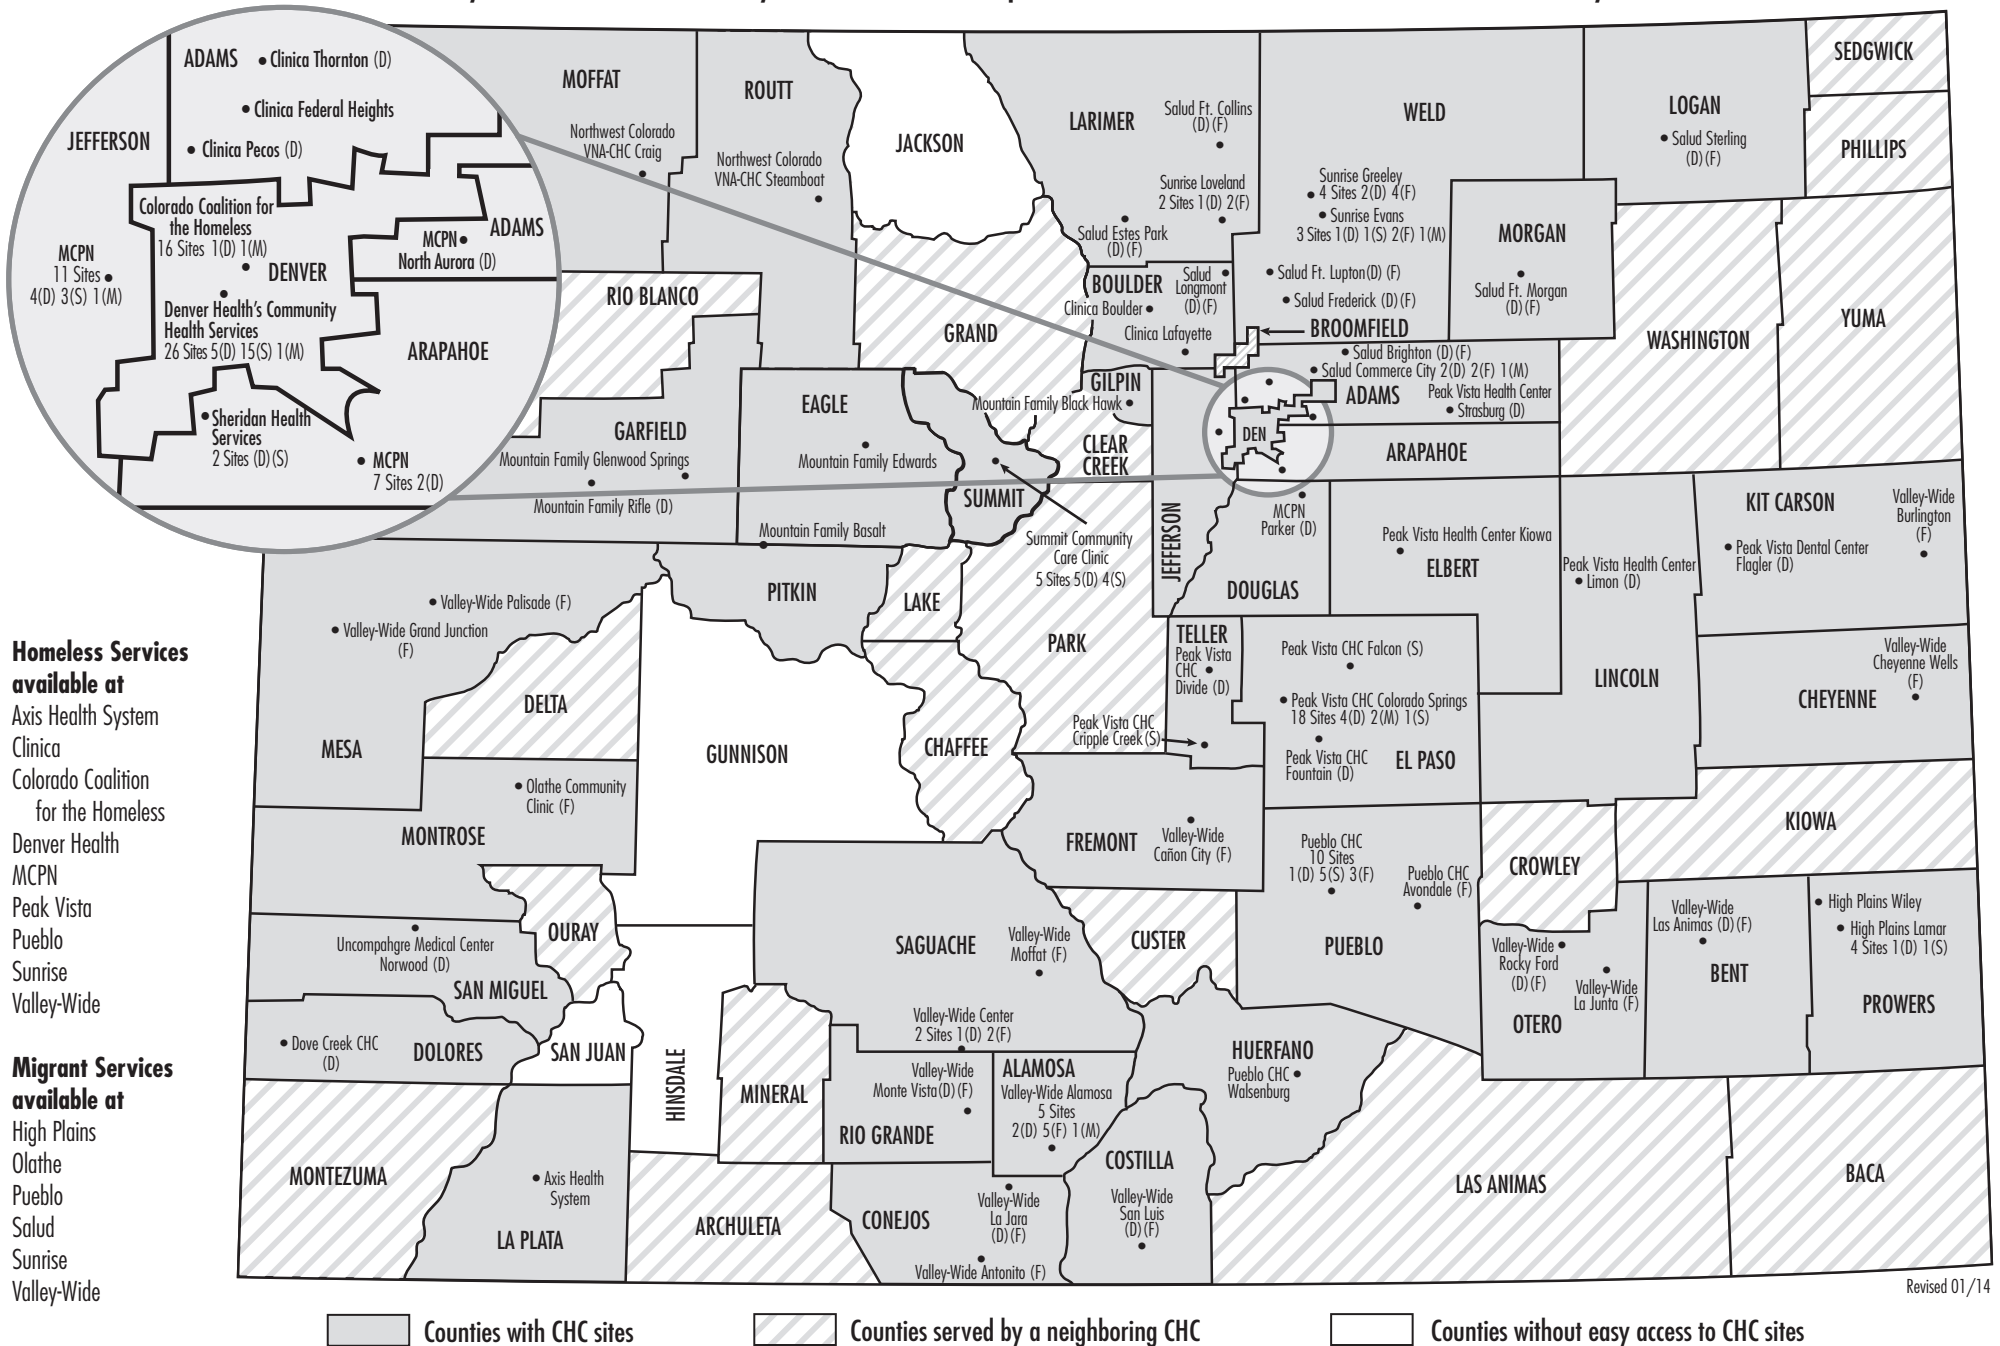 ADAMS
Clinica Thornton (D)
Clinica Federal Heights
JEFFERSON
Clinica Pecos (D)
Colorado Coalition for
the Homeless
16 Sites 1(D) 1(M)
MCPN
North Aurora (D)
ADAMS
MCPN
11 Sites
4(D) 3(S) 1(M)
DENVER
Denver Health's Community
Health Services
26 Sites 5(D) 15(S) 1(M)
ARAPAHOE
Sheridan Health
Services
2 Sites (D)(S)
MCPN
7 Sites 2(D)
MOFFAT
Northwest Colorado
VNA-CHC Craig
ROUTT
Northwest Colorado
VNA-CHC Steamboat
JACKSON
LARIMER
Salud Ft. Collins
(D)(F)
Sunrise Loveland
2 Sites 1(D) 2(F)
Salud Estes Park
(D)(F)
WELD
Sunrise Greeley
4 Sites 2(D) 4(F)
Sunrise Evans
3 Sites 1(D) 1(S) 2(F) 1(M)
Salud Ft. Lupton(D) (F)
Salud Frederick (D)(F)
LOGAN
Salud Sterling
(D)(F)
SEDGWICK
PHILLIPS
MORGAN
Salud Ft. Morgan
(D)(F)
WASHINGTON
YUMA
RIO BLANCO
GRAND
BOULDER
Salud
Longmont
(D)(F)
Clinica Boulder
Clinica Lafayette
BROOMFIELD
Salud Brighton (D)(F)
Salud Commerce City 2(D) 2(F) 1(M)
ADAMS
Peak Vista Health Center
Strasburg (D)
GILPIN
Mountain Family Black Hawk
CLEAR
CREEK
DEN
ARAPAHOE
EAGLE
Mountain Family Edwards
GARFIELD
Mountain Family Glenwood Springs
Mountain Family Rifle (D)
Mountain Family Basalt
SUMMIT
Summit Community
Care Clinic
5 Sites 5(D) 4(S)
JEFFERSON
MCPN
Parker (D)
DOUGLAS
Peak Vista Health Center Kiowa
ELBERT
Peak Vista Health Center
Limon (D)
LINCOLN
KIT CARSON
Peak Vista Dental Center
Flagler (D)
Valley-Wide
Burlington
(F)
PITKIN
LAKE
PARK
Valley-Wide Palisade (F)
Valley-Wide Grand Junction
(F)
MESA
DELTA
GUNNISON
CHAFFEE
TELLER
Peak Vista
CHC
Divide (D)
Peak Vista CHC
Cripple Creek(S)
Peak Vista CHC Falcon (S)
Peak Vista CHC Colorado Springs
18 Sites 4(D) 2(M) 1(S)
Peak Vista CHC
Fountain (D)
EL PASO
Valley-Wide
Cheyenne Wells
(F)
CHEYENNE
KIOWA
Olathe Community
Clinic (F)
MONTROSE
FREMONT
Valley-Wide
Cañon City (F)
Pueblo CHC
10 Sites
1(D) 5(S) 3(F)
Pueblo CHC
Avondale (F)
PUEBLO
CROWLEY
OURAY
Uncompahgre Medical Center
Norwood (D)
SAN MIGUEL
SAGUACHE
Valley-Wide
Moffat (F)
Valley-Wide Center
2 Sites 1(D) 2(F)
CUSTER
Valley-Wide
Rocky Ford
(D)(F)
Valley-Wide
La Junta (F)
OTERO
Valley-Wide
Las Animas (D)(F)
BENT
High Plains Wiley
High Plains Lamar
4 Sites 1(D) 1(S)
PROWERS
Dove Creek CHC
(D)
DOLORES
SAN JUAN
HINSDALE
MINERAL
Valley-Wide
Monte Vista(D)(F)
RIO GRANDE
ALAMOSA
Valley-Wide Alamosa
5 Sites
2(D) 5(F) 1(M)
HUERFANO
Pueblo CHC
Walsenburg
MONTEZUMA
Axis Health
System
LA PLATA
ARCHULETA
CONEJOS
Valley-Wide
La Jara
(D)(F)
Valley-Wide Antonito (F)
COSTILLA
Valley-Wide
San Luis
(D)(F)
LAS ANIMAS
BACA
Homeless Services
available at
Axis Health System
Clinica
Colorado Coalition
for the Homeless
Denver Health
MCPN
Peak Vista
Pueblo
Sunrise
Valley-Wide
Migrant Services
available at
High Plains
Olathe
Pueblo
Salud
Sunrise
Valley-Wide
Revised 01/14
Counties with CHC sites
Counties served by a neighboring CHC
Counties without easy access to CHC sites